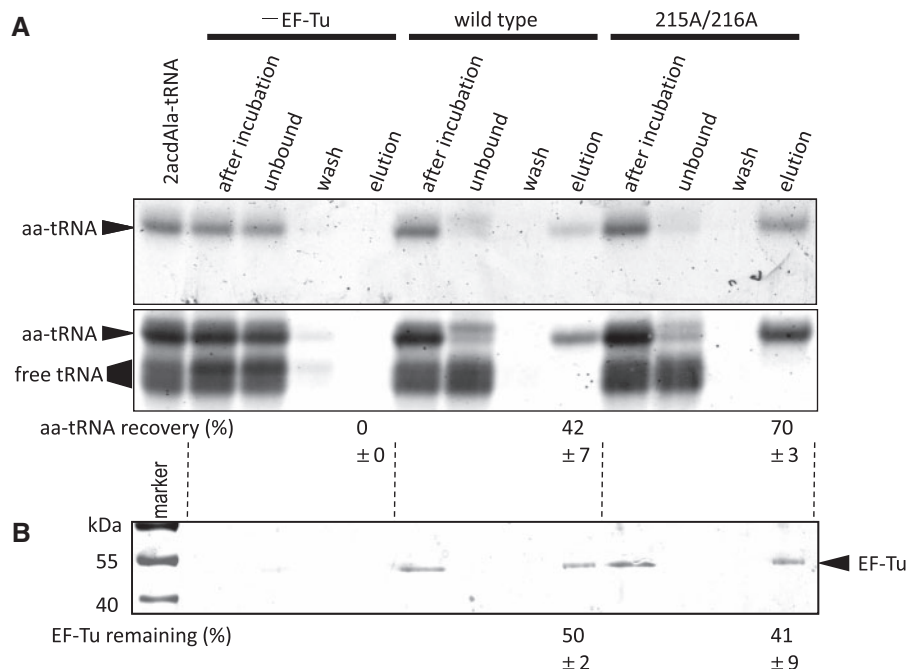 A
−EF-Tu
wild type
215A/216A
2acdAla-tRNA
after incubation
unbound
wash
elution
after incubation
unbound
wash
elution
after incubation
unbound
wash
elution
aa-tRNA
aa-tRNA
free tRNA
aa-tRNA recovery (%) 0 42 70
±0 ±7 ±3
marker
B
kDa
55
EF-Tu
40
EF-Tu remaining (%) 50 41
±2 ±9